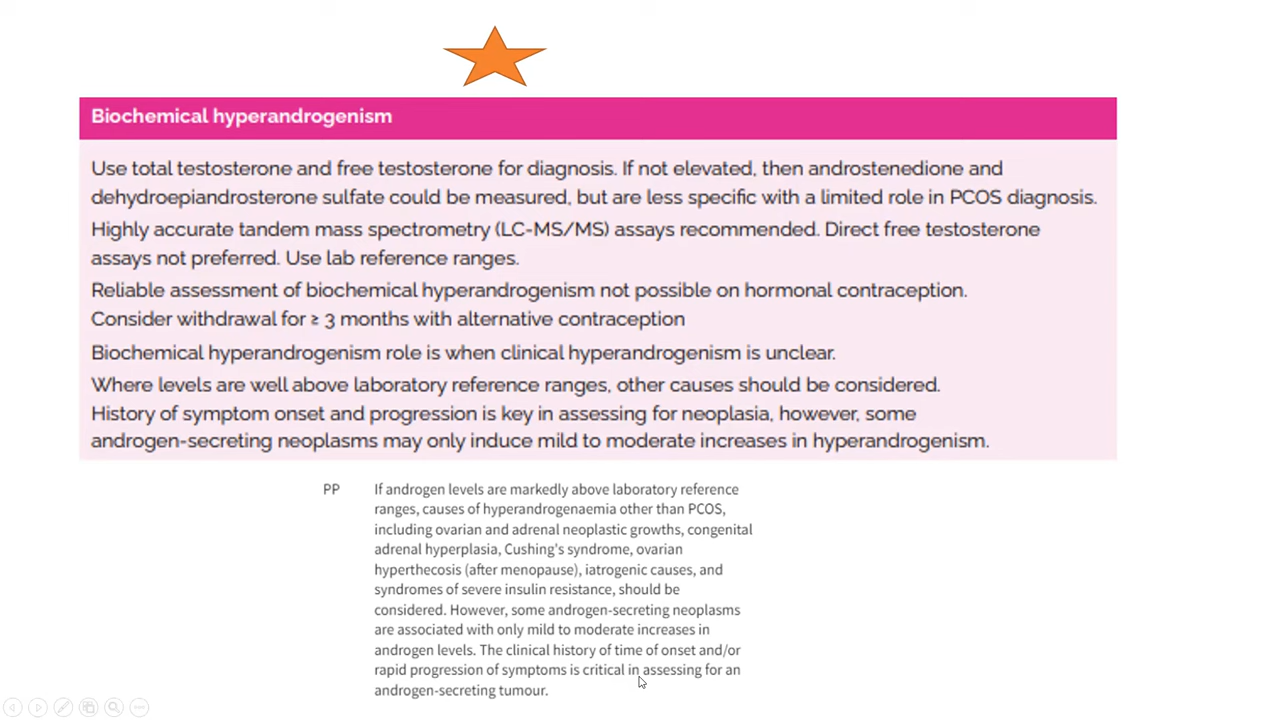 Biochemical hyperandrogenism
Use total testosterone and free testosterone for diagnosis. If not elevated, then androstenedione and
dehydroepiandrosterone sulfate could be measured, but are less specific with a limited role in PCOS diagnosis.
Highly accurate tandem mass spectrometry (LC-MS/MS) assays recommended. Direct free testosterone
assays not preferred. Use lab reference ranges.
Reliable assessment of biochemical hyperandrogenism not possible on hormonal contraception.
Consider withdrawal for ≥ 3 months with alternative contraception
Biochemical hyperandrogenism role is when clinical hyperandrogenism is unclear.
Where levels are well above laboratory reference ranges, other causes should be considered.
History of symptom onset and progression is key in assessing for neoplasia, however, some
androgen-secreting neoplasms may only induce mild to moderate increases in hyperandrogenism.
PP If androgen levels are markedly above laboratory reference
ranges, causes of hyperandrogenaemia other than PCOS,
including ovarian and adrenal neoplastic growths, congenital
adrenal hyperplasia, Cushing's syndrome, ovarian
hyperthecosis (after menopause), iatrogenic causes, and
syndromes of severe insulin resistance, should be
considered. However, some androgen-secreting neoplasms
are associated with only mild to moderate increases in
androgen levels. The clinical history of time of onset and/or
rapid progression of symptoms is critical in assessing for an
androgen-secreting tumour.